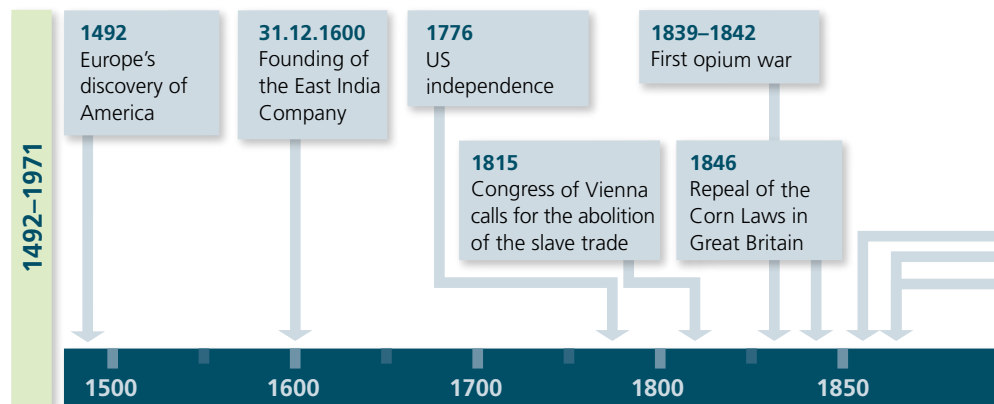 1492–1971
1492
Europe's
discovery of
America
31.12.1600
Founding of
the East India
Company
1776
US
independence
1839–1842
First opium war
1815
Congress of Vienna
calls for the abolition
of the slave trade
1846
Repeal of the
Corn Laws in
Great Britain
1500
1600
1700
1800
1850